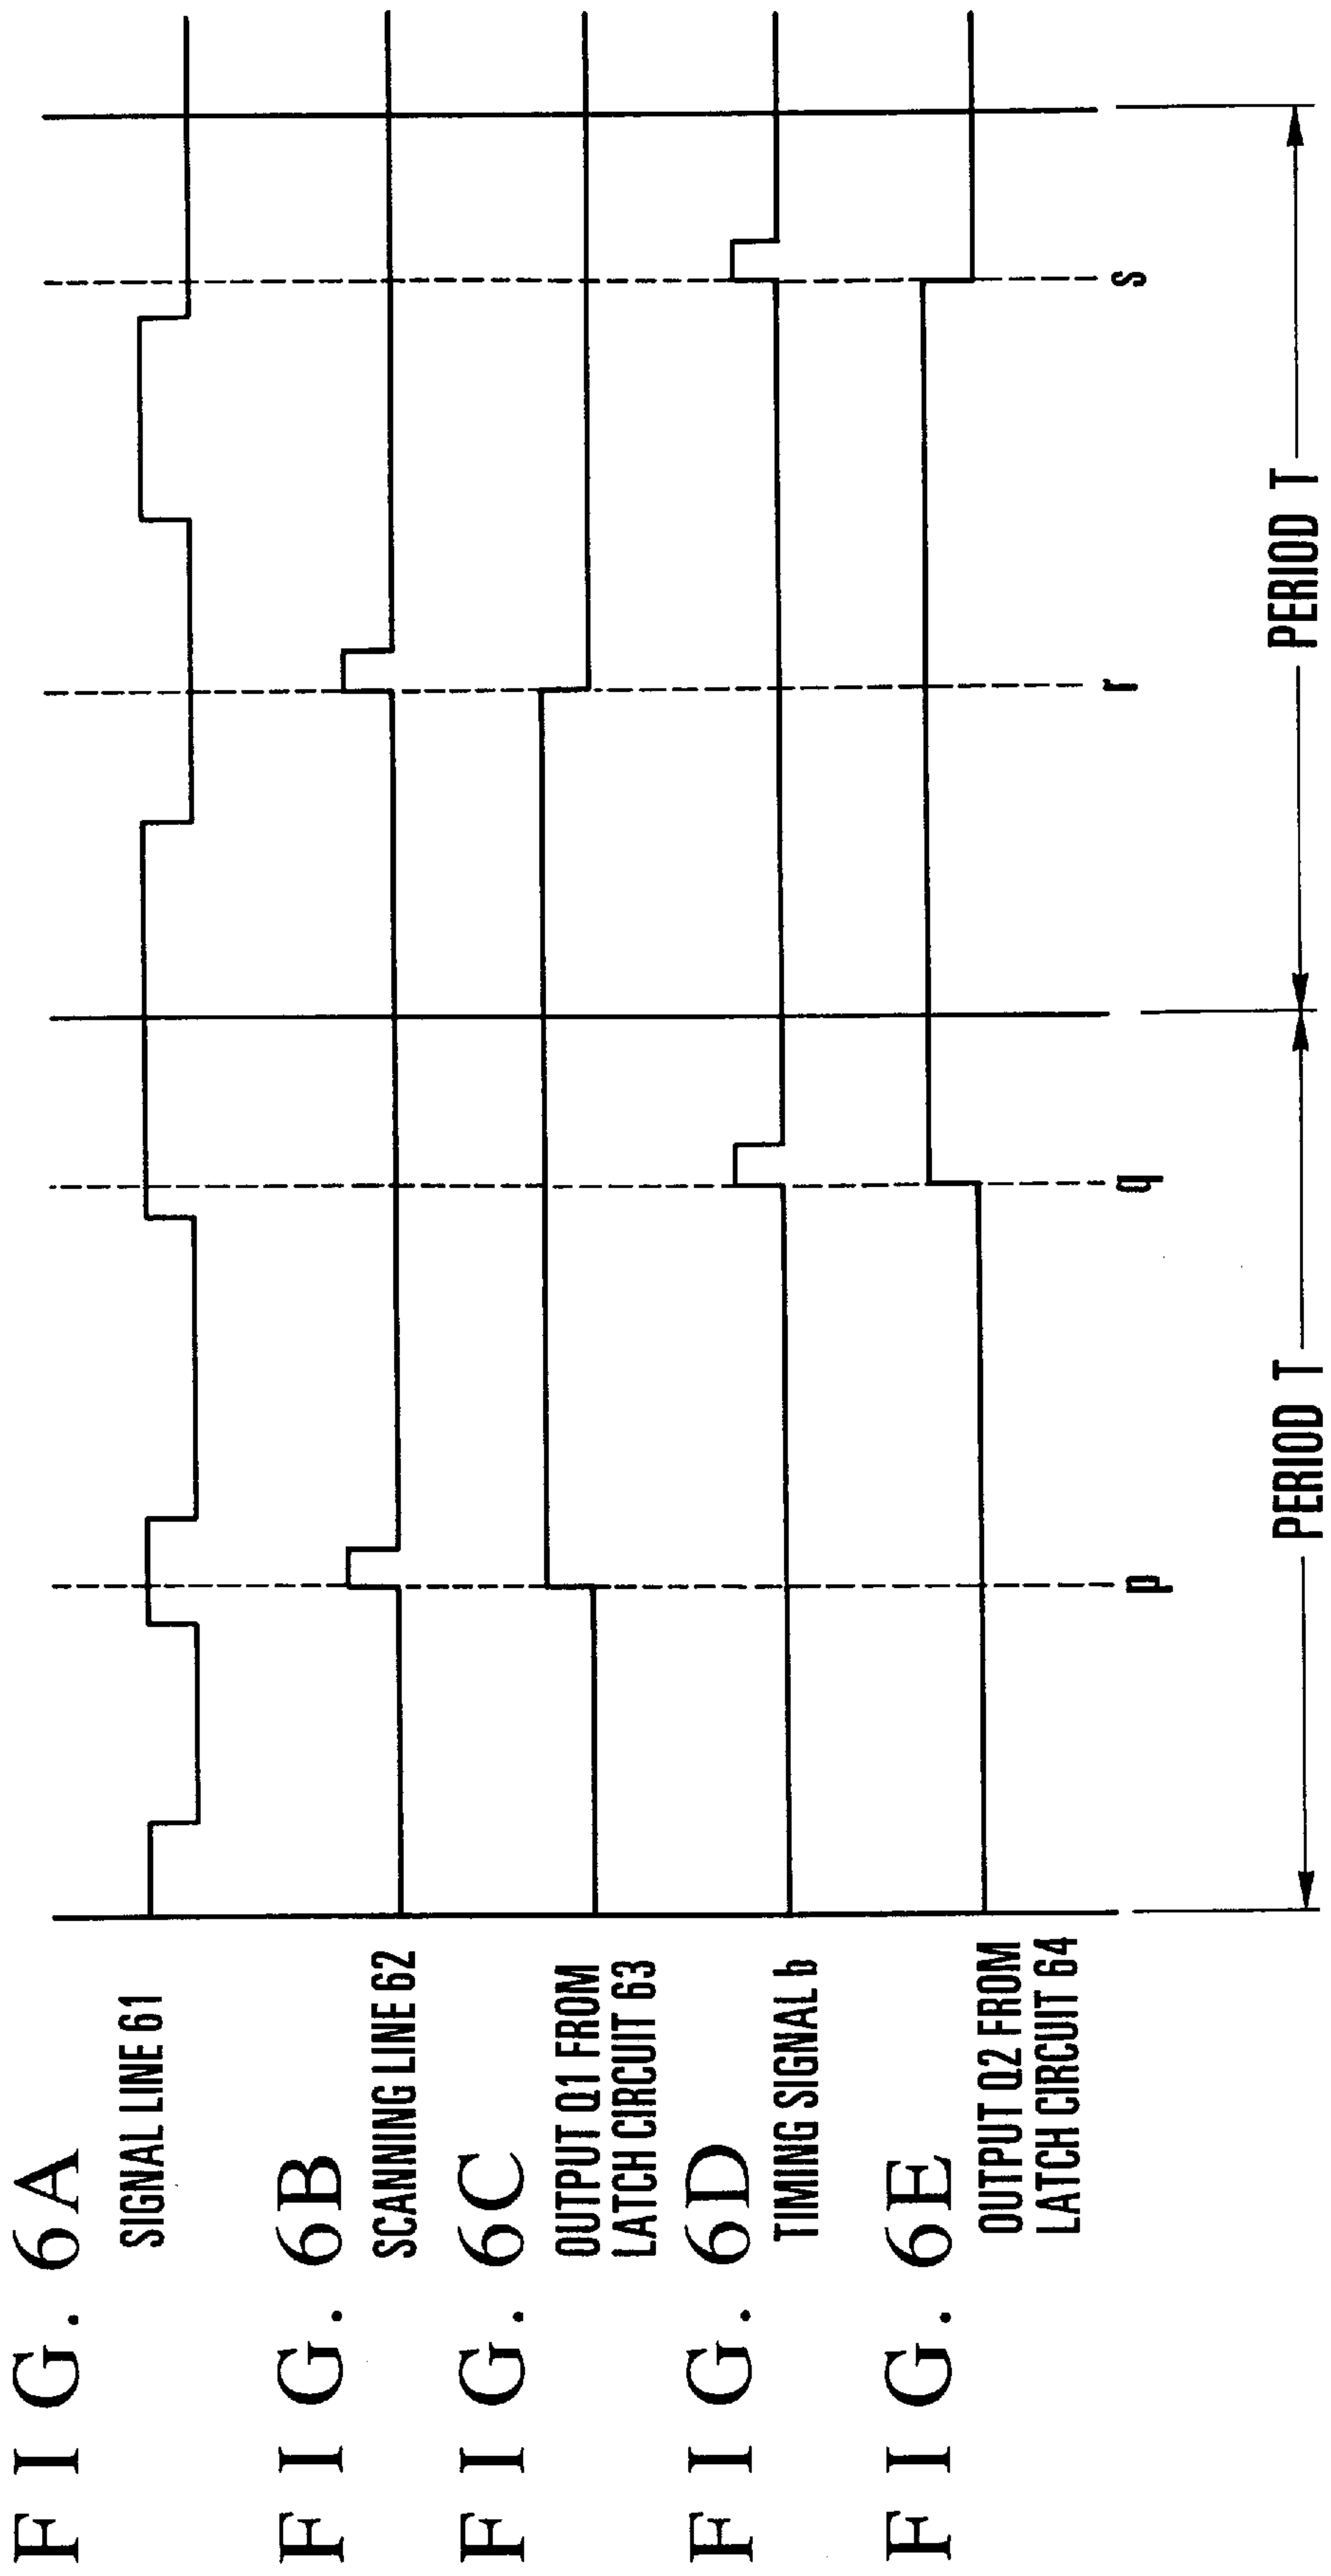 FIG. 6A
SIGNAL LINE 61
FIG. 6B
SCANNING LINE 62
FIG. 6C
OUTPUT Q1 FROM
LATCH CIRCUIT 63
FIG. 6D
TIMING SIGNAL b
FIG. 6E
OUTPUT Q2 FROM
LATCH CIRCUIT 64
p
q
r
s
PERIOD T
PERIOD T